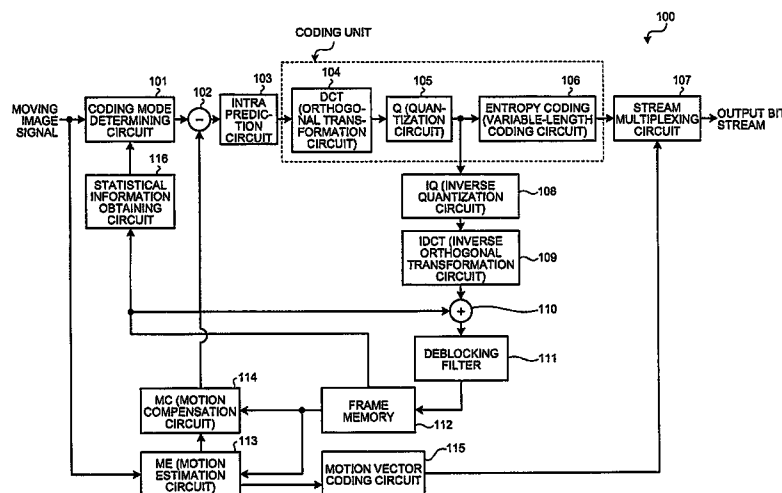 100
CODING UNIT
101
CODING MODE
DETERMINING
CIRCUIT
102
103
INTRA
PREDIC-
TION
CIRCUIT
104
DCT
(ORTHOGO-
NAL TRANS-
FORMATION
CIRCUIT)
105
Q (QUAN-
TIZATION
CIRCUIT)
106
ENTROPY CODING
(VARIABLE-LENGTH
CODING CIRCUIT)
107
STREAM
MULTIPLEXING
CIRCUIT
MOVING
IMAGE
SIGNAL
OUTPUT BIT
STREAM
116
STATISTICAL
INFORMATION
OBTAINING
CIRCUIT
IQ (INVERSE
QUANTIZATION
CIRCUIT)
108
IDCT (INVERSE
ORTHOGONAL
TRANSFORMATION
CIRCUIT)
109
110
DEBLOCKING
FILTER
111
114
MC (MOTION
COMPENSATION
CIRCUIT)
FRAME
MEMORY
112
113
ME (MOTION
ESTIMATION
CIRCUIT)
115
MOTION VECTOR
CODING CIRCUIT